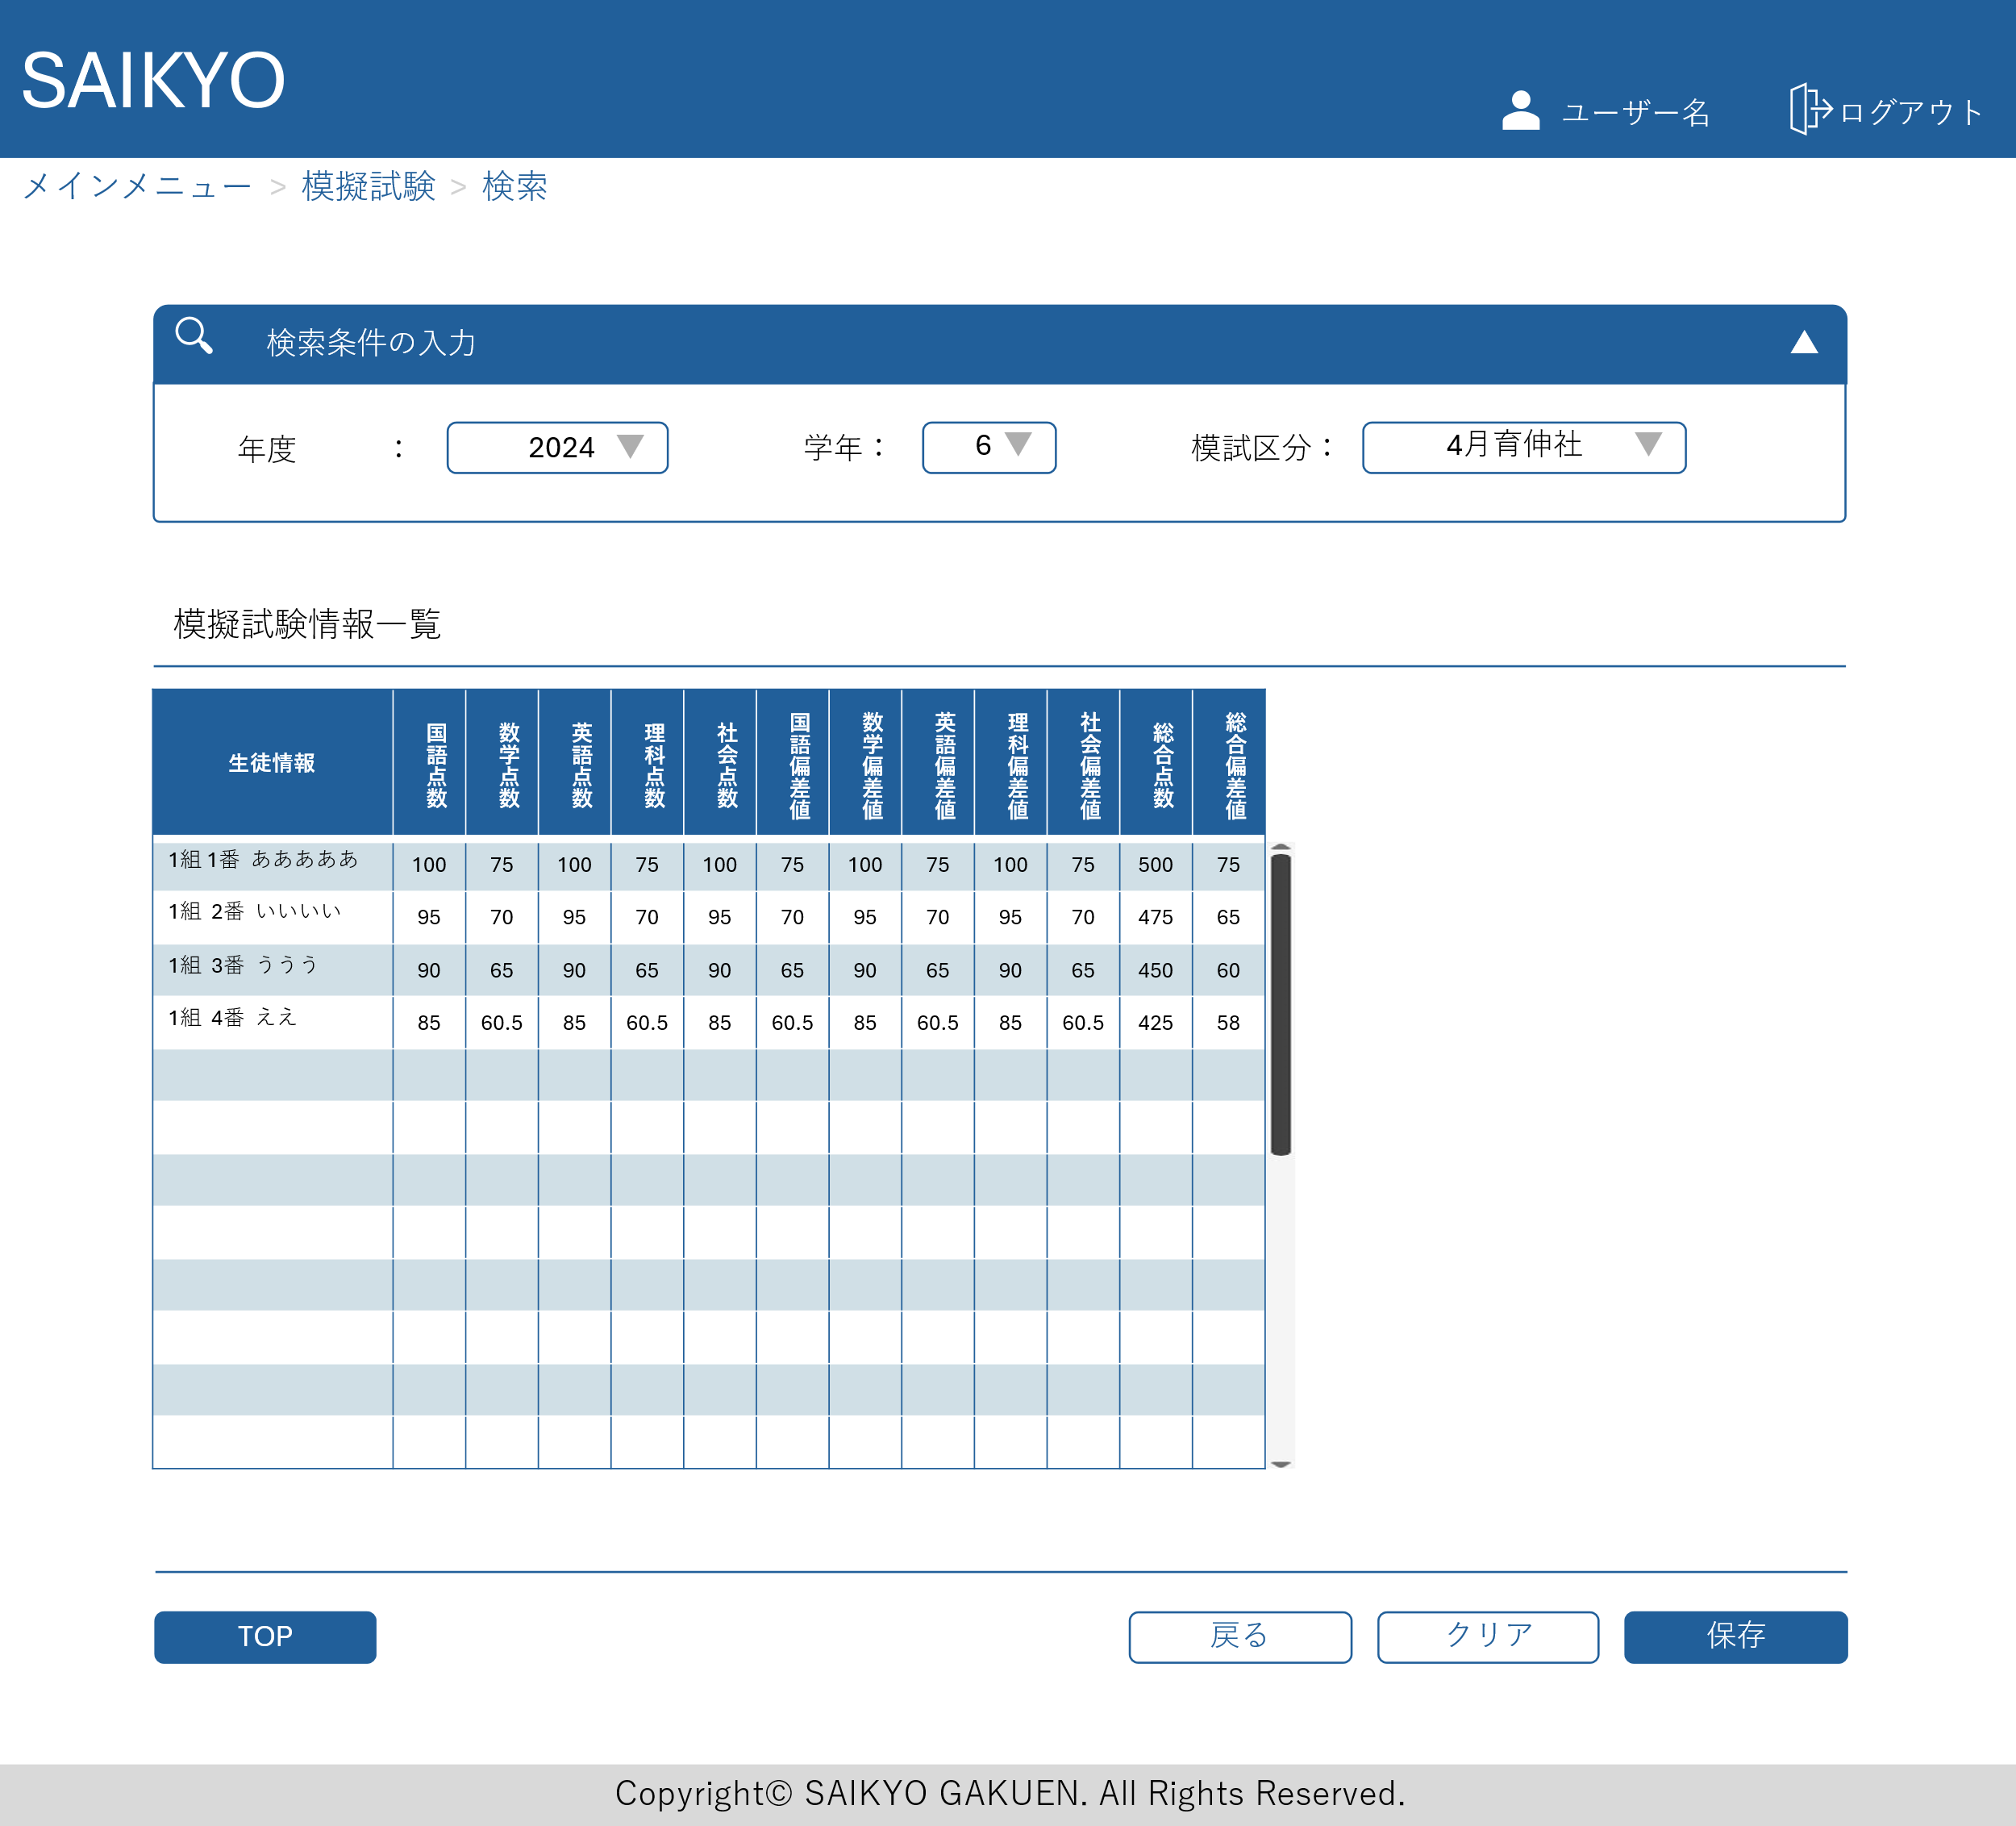 SAIKYO
ユーザー名 ログアウト
メインメニュー > 模擬試験 > 検索
検索条件の入力 ▲
年度 ： 2024 ▼ 学年： 6 ▼ 模試区分： 4月育伸社 ▼
模擬試験情報一覧
生徒情報 国語点数 数学点数 英語点数 理科点数 社会点数 国語偏差値 数学偏差値 英語偏差値 理科偏差値 社会偏差値 総合点数 総合偏差値
1組 1番 あああああ 100 75 100 75 100 75 100 75 100 75 500 75
1組 2番 いいいい 95 70 95 70 95 70 95 70 95 70 475 65
1組 3番 ううう 90 65 90 65 90 65 90 65 90 65 450 60
1組 4番 ええ 85 60.5 85 60.5 85 60.5 85 60.5 85 60.5 425 58
TOP 戻る クリア 保存
Copyright© SAIKYO GAKUEN. All Rights Reserved.